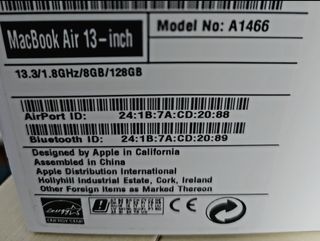 MacBook Air 13-inch
Model No: A1466
13.3/1.8GHz/8GB/128GB
AirPort ID: 24:1B:7A:CD:20:88
Bluetooth ID: 24:1B:7A:CD:20:89
Designed by Apple in California
Assembled in China
Apple Distribution International
Hollyhill Industrial Estate, Cork, Ireland
Other Foreign Items as Marked Thereon
ENERGY STAR